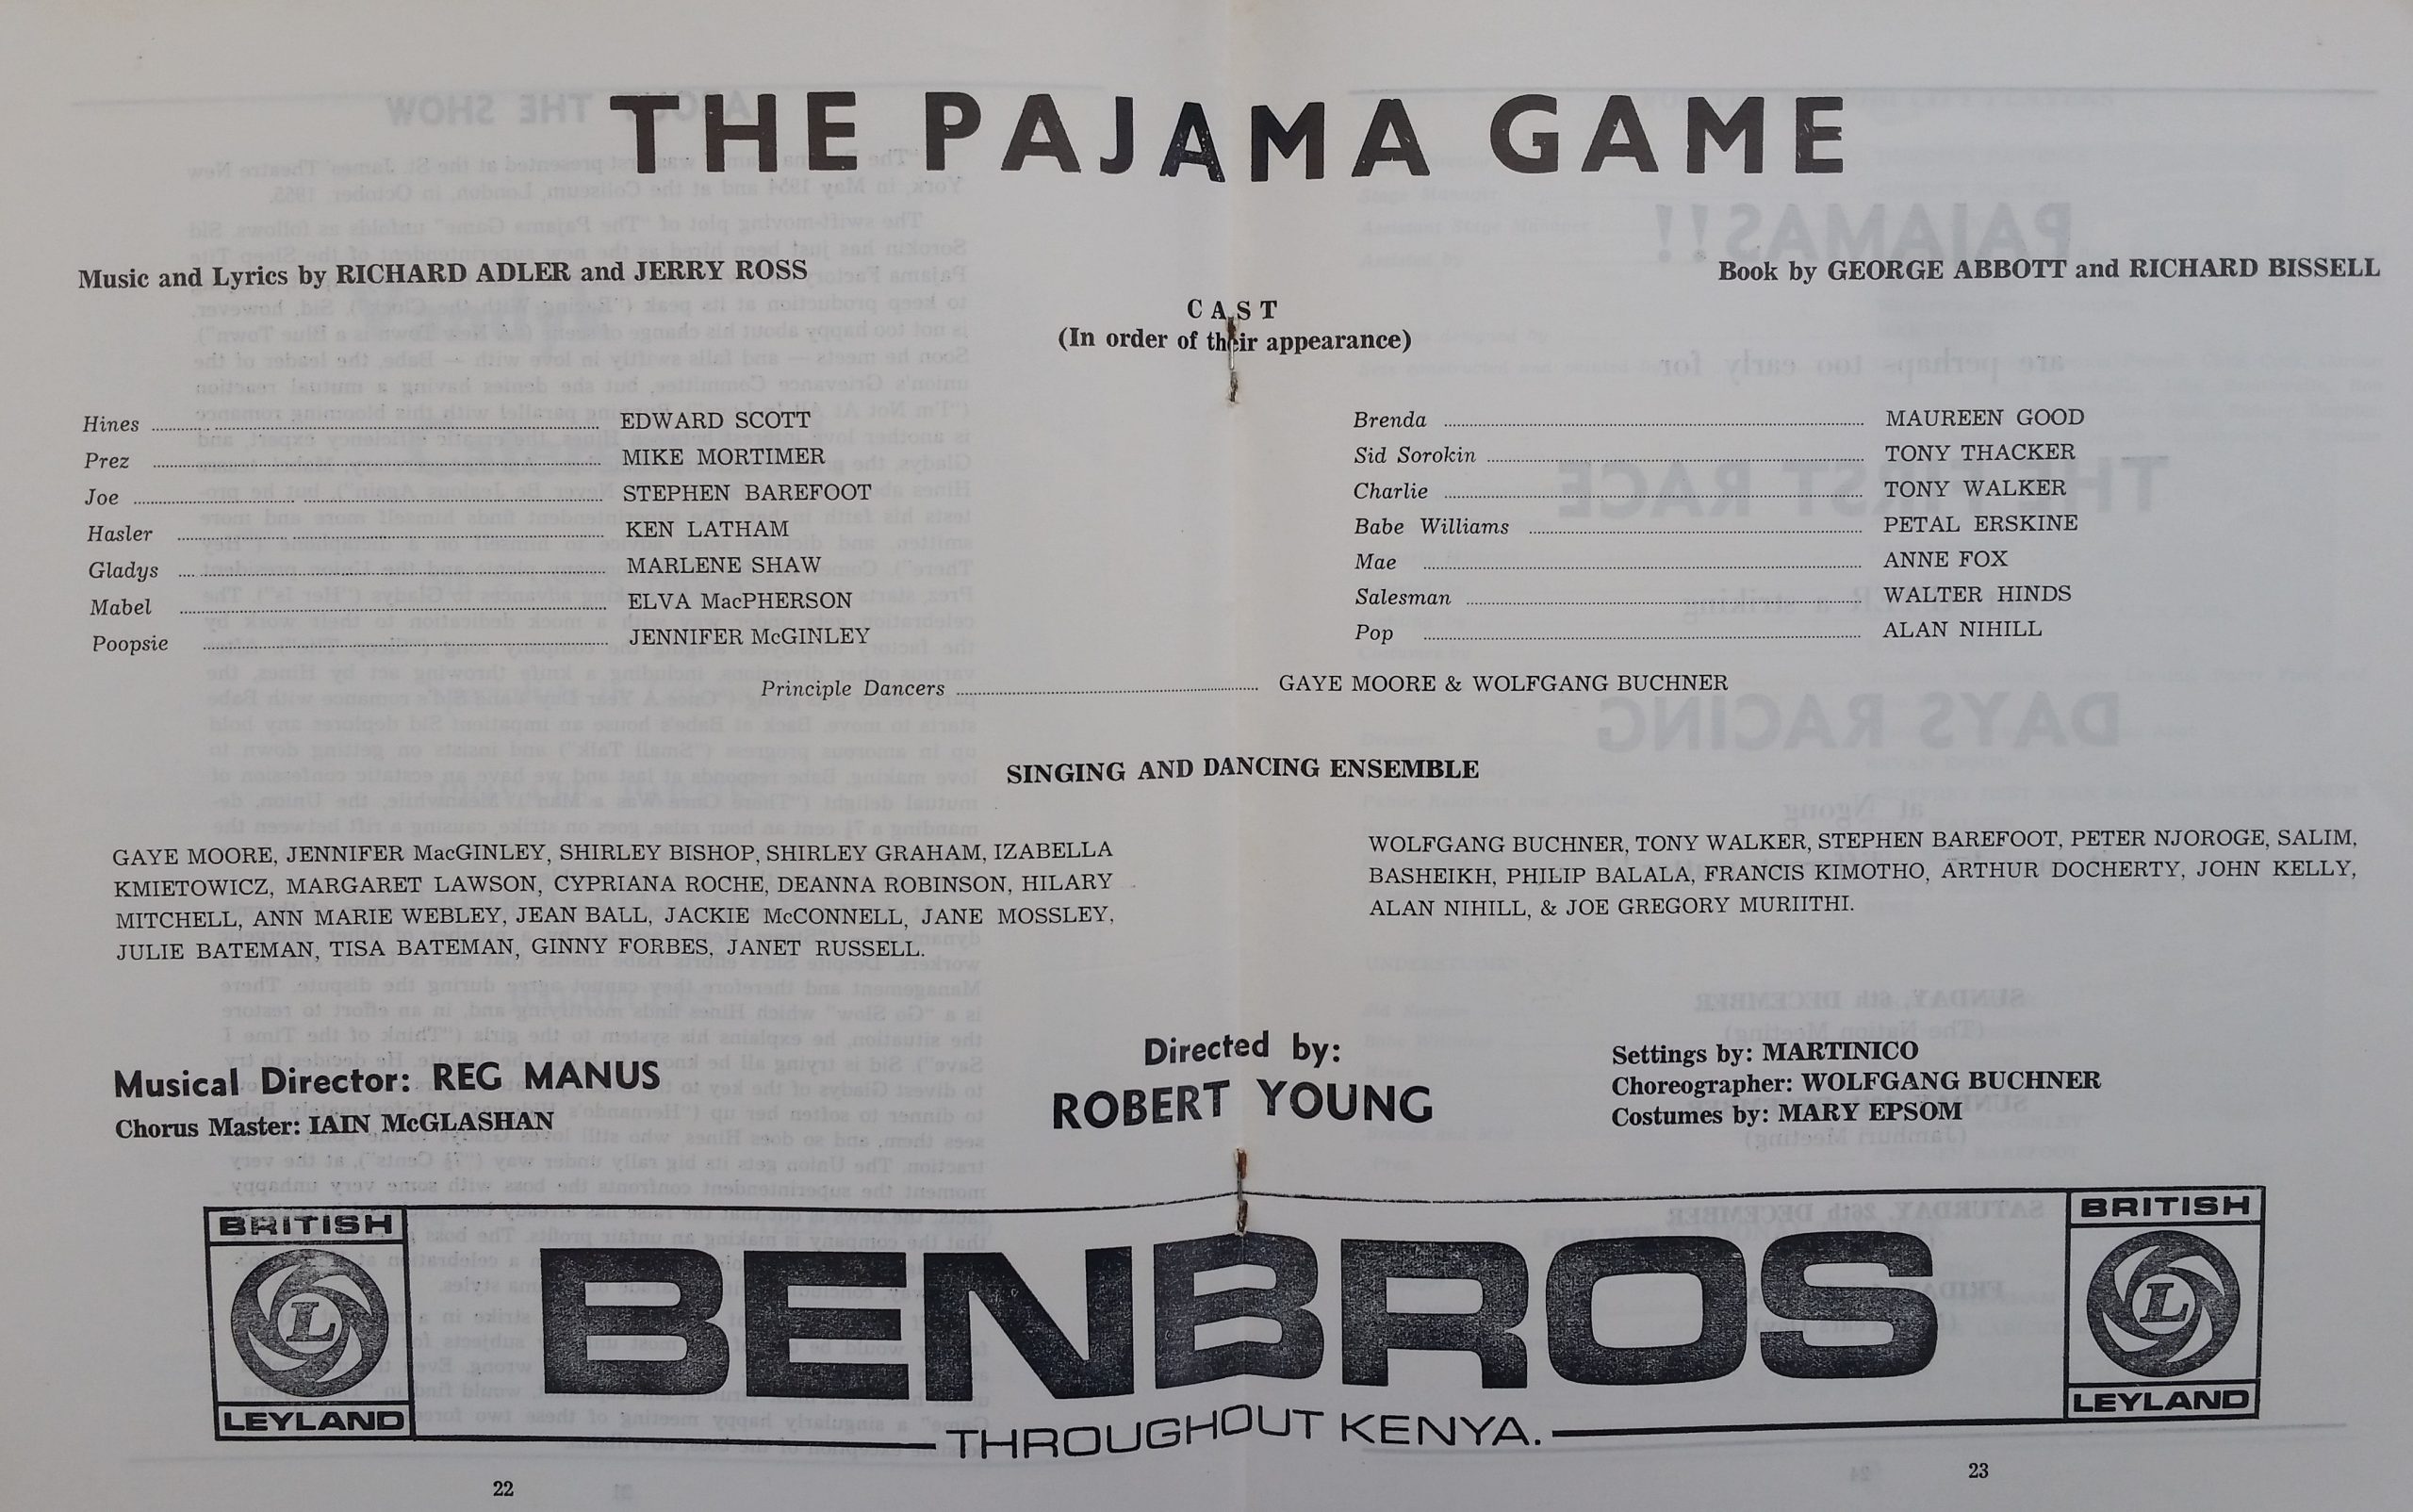 THE PAJAMA GAME
Music and Lyrics by RICHARD ADLER and JERRY ROSS
Book by GEORGE ABBOTT and RICHARD BISSELL
CAST
(In order of their appearance)
Hines EDWARD SCOTT
Prez MIKE MORTIMER
Joe STEPHEN BAREFOOT
Hasler KEN LATHAM
Gladys MARLENE SHAW
Mabel ELVA MacPHERSON
Poopsie JENNIFER McGINLEY
Brenda MAUREEN GOOD
Sid Sorokin TONY THACKER
Charlie TONY WALKER
Babe Williams PETAL ERSKINE
Mae ANNE FOX
Salesman WALTER HINDS
Pop ALAN NIHILL
Principle Dancers GAYE MOORE & WOLFGANG BUCHNER
SINGING AND DANCING ENSEMBLE
GAYE MOORE, JENNIFER MacGINLEY, SHIRLEY BISHOP, SHIRLEY GRAHAM, IZABELLA
KMIETOWICZ, MARGARET LAWSON, CYPRIANA ROCHE, DEANNA ROBINSON, HILARY
MITCHELL, ANN MARIE WEBLEY, JEAN BALL, JACKIE McCONNELL, JANE MOSSLEY,
JULIE BATEMAN, TISA BATEMAN, GINNY FORBES, JANET RUSSELL.
WOLFGANG BUCHNER, TONY WALKER, STEPHEN BAREFOOT, PETER NJOROGE, SALIM,
BASHEIKH, PHILIP BALALA, FRANCIS KIMOTHO, ARTHUR DOCHERTY, JOHN KELLY,
ALAN NIHILL, & JOE GREGORY MURIITHI.
Musical Director: REG MANUS
Chorus Master: IAIN McGLASHAN
Directed by:
ROBERT YOUNG
Settings by: MARTINICO
Choreographer: WOLFGANG BUCHNER
Costumes by: MARY EPSOM
BRITISH
L
LEYLAND
BENBROS
THROUGHOUT KENYA.
BRITISH
L
LEYLAND
22
23